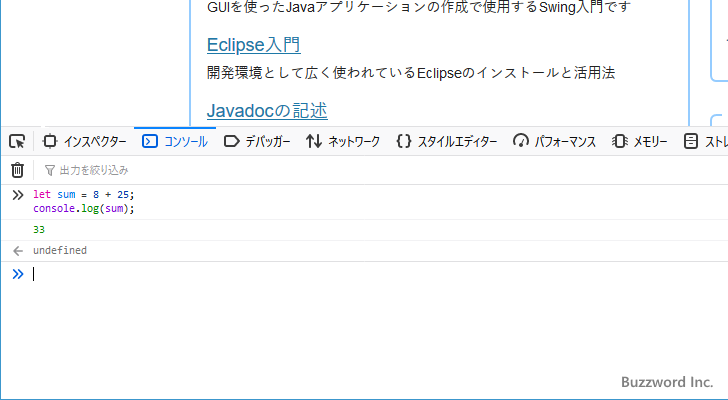 GUIを使ったJavaアプリケーションの作成で使用するSwing入門です
Eclipse入門
開発環境として広く使われているEclipseのインストールと活用法
Javadocの記述
インスペクター コンソール デバッガー ネットワーク スタイルエディター パフォーマンス メモリー ストレ
出力を絞り込み
let sum = 8 + 25;
console.log(sum);
33
undefined
Buzzword Inc.